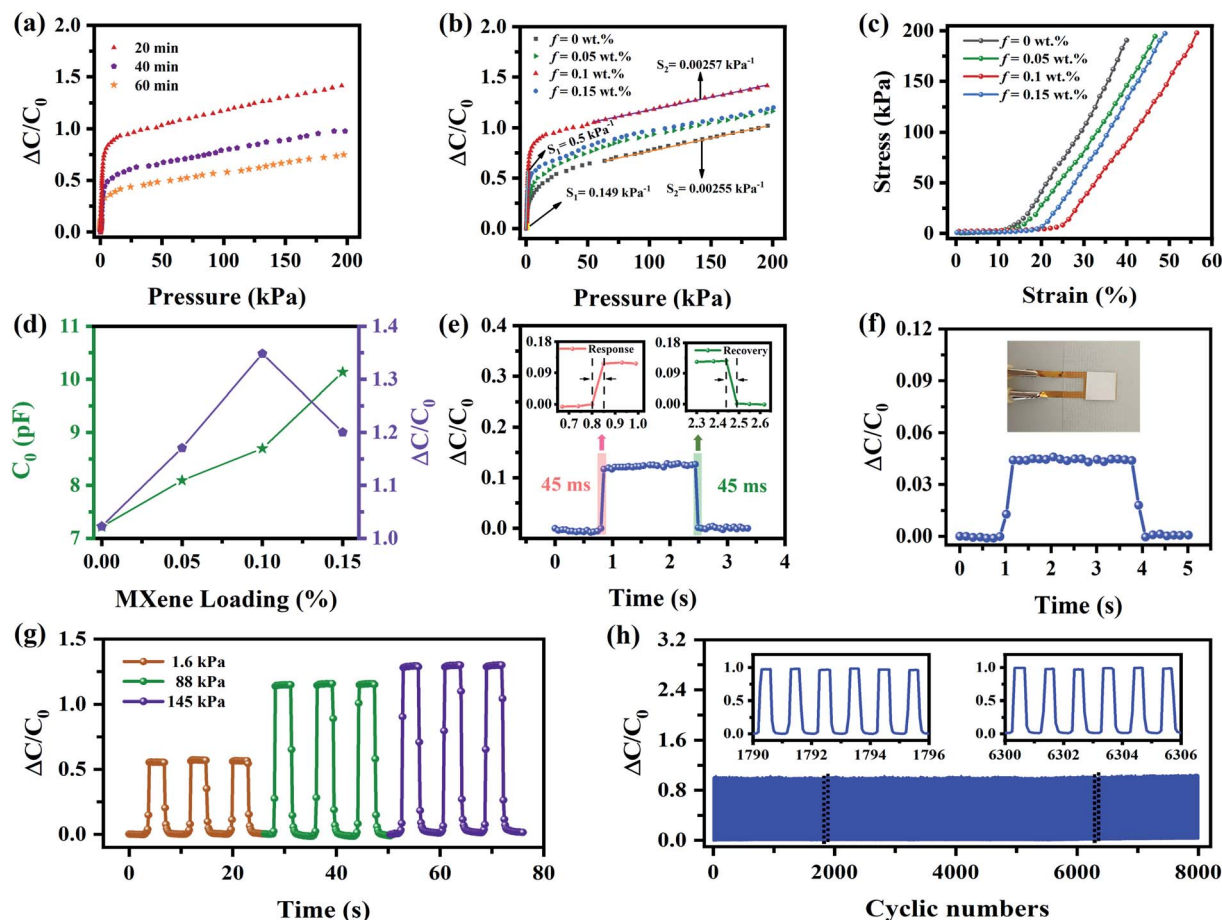 (a)
2.0
1.5
1.0
0.5
0.0
ΔC/C₀
20 min
40 min
60 min
0 50 100 150 200
Pressure (kPa)
(b)
2.0
1.5
1.0
0.5
0.0
ΔC/C₀
f = 0 wt.%
f = 0.05 wt.%
f = 0.1 wt.%
f = 0.15 wt.%
S₂= 0.00257 kPa⁻¹
S₁= 0.5 kPa⁻¹
S₁= 0.149 kPa⁻¹
S₂= 0.00255 kPa⁻¹
0 50 100 150 200
Pressure (kPa)
(c)
200
150
100
50
0
Stress (kPa)
f = 0 wt.%
f = 0.05 wt.%
f = 0.1 wt.%
f = 0.15 wt.%
0 10 20 30 40 50 60
Strain (%)
(d)
11
10
9
8
7
C₀ (pF)
1.4
1.3
1.2
1.1
1.0
ΔC/C₀
0.00 0.05 0.10 0.15
MXene Loading (%)
(e)
0.4
0.3
0.2
0.1
0.0
ΔC/C₀
0.18
0.09
0.00
Response
0.7 0.8 0.9 1.0
0.18
0.09
0.00
Recovery
2.3 2.4 2.5 2.6
45 ms
45 ms
0 1 2 3 4
Time (s)
(f)
0.12
0.09
0.06
0.03
0.00
ΔC/C₀
0 1 2 3 4 5
Time (s)
(g)
1.5
1.0
0.5
0.0
ΔC/C₀
1.6 kPa
88 kPa
145 kPa
0 20 40 60 80
Time (s)
(h)
3.2
2.4
1.6
0.8
0.0
ΔC/C₀
1.0
0.5
0.0
1790 1792 1794 1796
1.0
0.5
0.0
6300 6302 6304 6306
0 2000 4000 6000 8000
Cyclic numbers